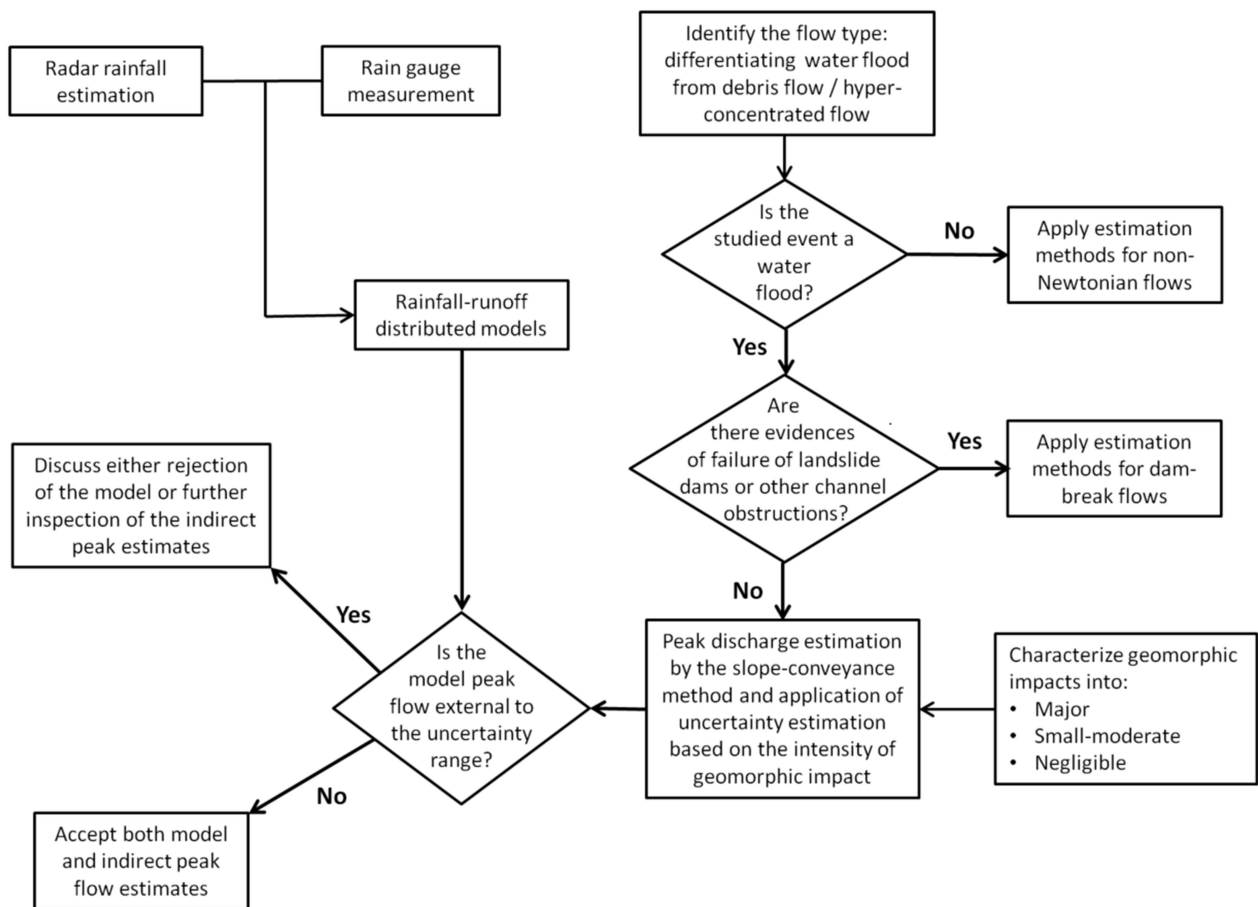 Radar rainfall
estimation
Rain gauge
measurement
Identify the flow type:
differentiating water flood
from debris flow / hyper-
concentrated flow
Is the
studied event a
water
flood?
No
Apply estimation
methods for non-
Newtonian flows
Rainfall-runoff
distributed models
Yes
Are
there evidences
of failure of landslide
dams or other channel
obstructions?
Yes
Apply estimation
methods for dam-
break flows
Discuss either rejection
of the model or further
inspection of the indirect
peak estimates
No
Yes
Is the
model peak
flow external to
the uncertainty
range?
Peak discharge estimation
by the slope-conveyance
method and application of
uncertainty estimation
based on the intensity of
geomorphic impact
Characterize geomorphic
impacts into:
• Major
• Small-moderate
• Negligible
No
Accept both model
and indirect peak
flow estimates